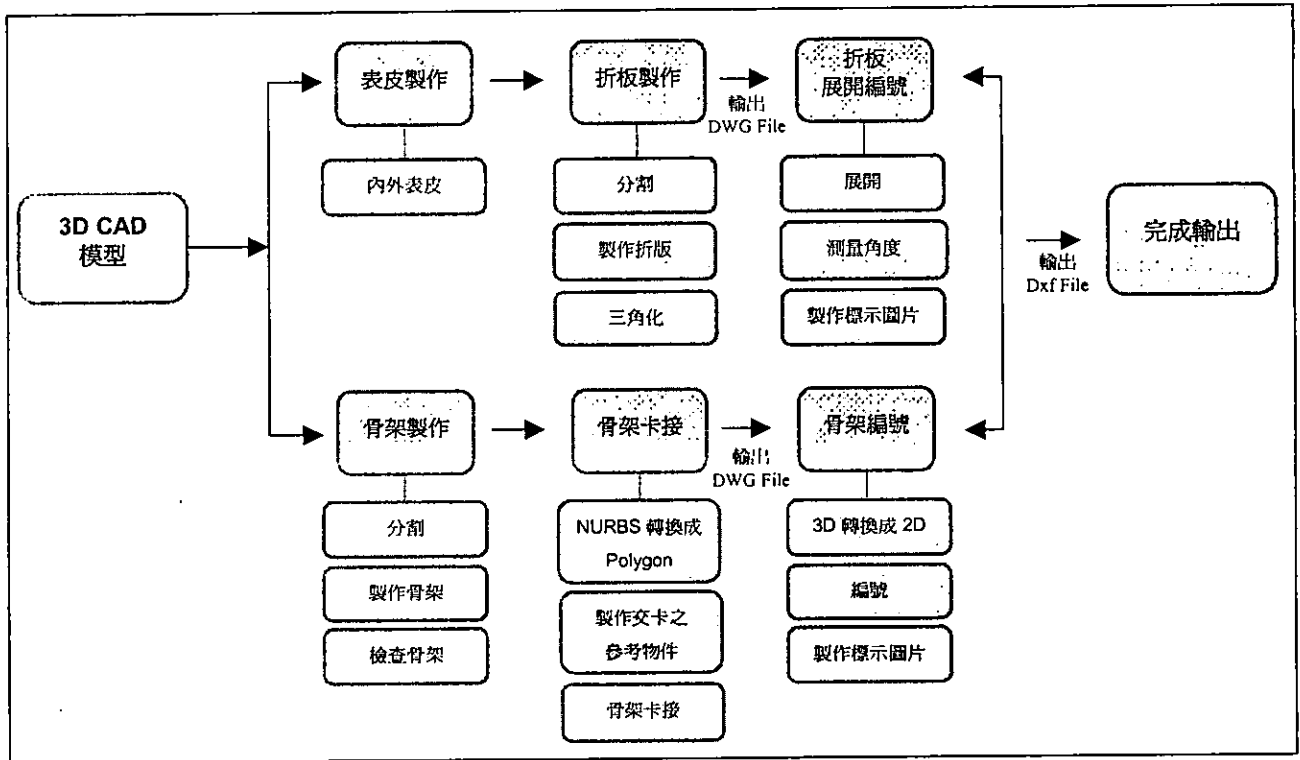 3D CAD
模型
表皮製作
內外表皮
折板製作
分割
製作折版
三角化
輸出
DWG File
折板
展開編號
展開
測量角度
製作標示圖片
骨架製作
分割
製作骨架
檢查骨架
骨架卡接
NURBS 轉換成
Polygon
製作交卡之
參考物件
骨架卡接
輸出
DWG File
骨架編號
3D 轉換成 2D
編號
製作標示圖片
輸出
Dxf File
完成輸出